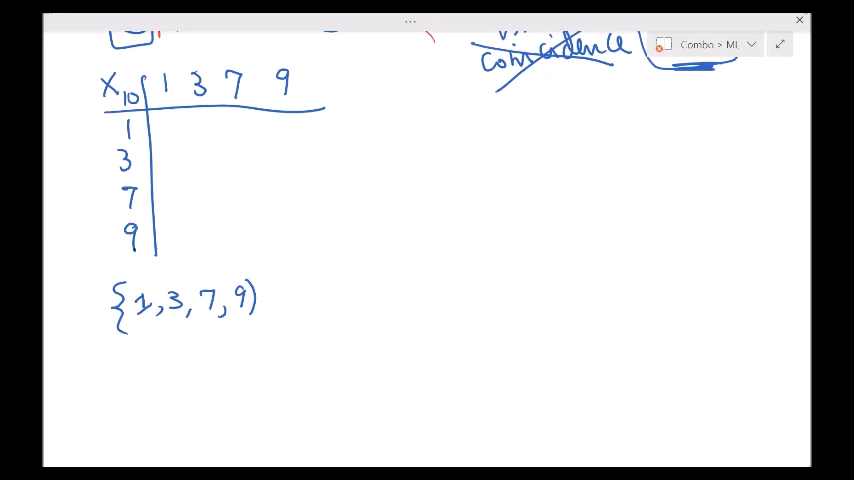 coincidence
Combo > ML
X10 1 3 7 9
1
3
7
9
{1,3,7,9)